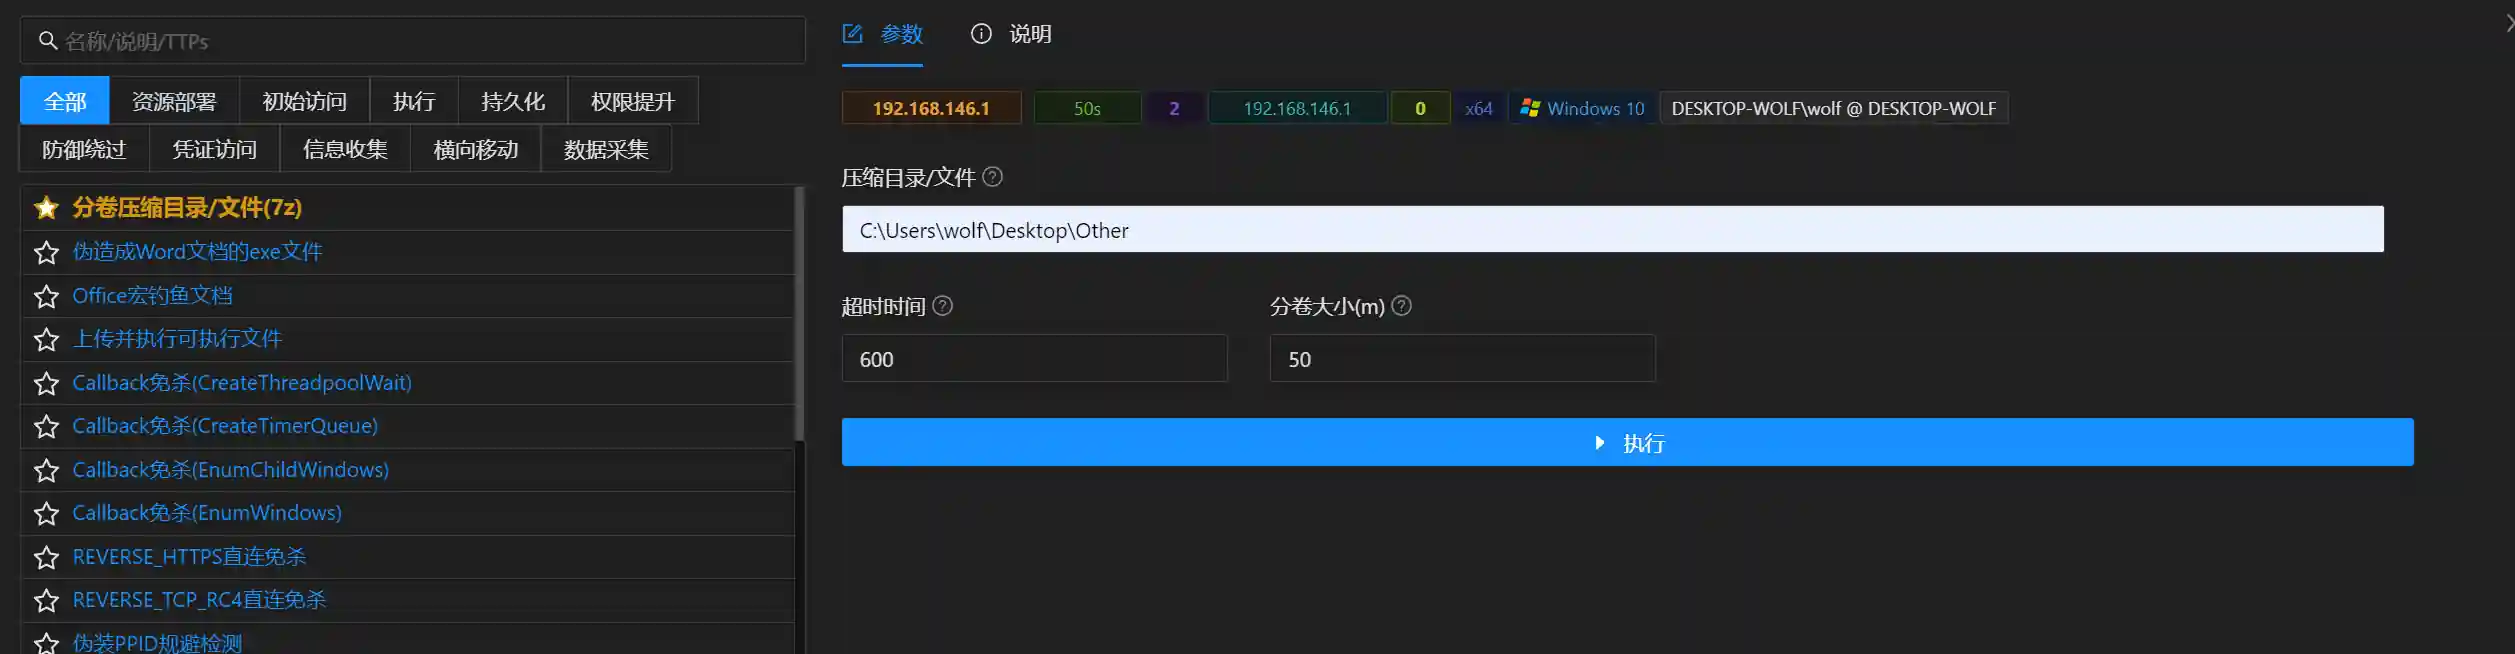 名称/说明/TTPs
全部 资源部署 初始访问 执行 持久化 权限提升
防御绕过 凭证访问 信息收集 横向移动 数据采集
分卷压缩目录/文件(7z)
伪造成Word文档的exe文件
Office宏钓鱼文档
上传并执行可执行文件
Callback免杀(CreateThreadpoolWait)
Callback免杀(CreateTimerQueue)
Callback免杀(EnumChildWindows)
Callback免杀(EnumWindows)
REVERSE_HTTPS直连免杀
REVERSE_TCP_RC4直连免杀
伪装PPID规避检测
参数 说明
192.168.146.1 50s 2 192.168.146.1 0 x64 Windows 10 DESKTOP-WOLF\wolf @ DESKTOP-WOLF
压缩目录/文件
C:\Users\wolf\Desktop\Other
超时时间 分卷大小(m)
600 50
执行